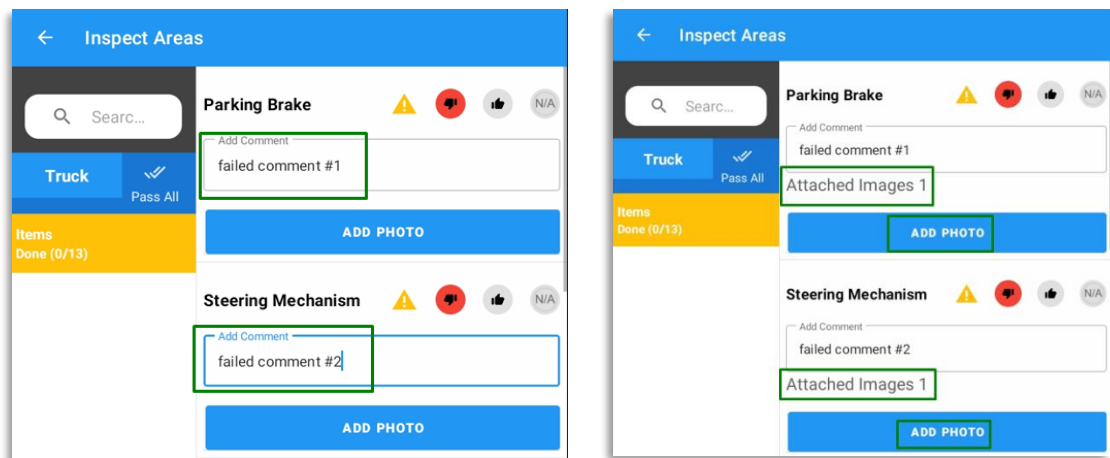 Inspect Areas
Searc...
Truck
Pass All
Items
Done (0/13)
Parking Brake
N/A
Add Comment
failed comment #1
ADD PHOTO
Steering Mechanism
N/A
Add Comment
failed comment #2
ADD PHOTO
Inspect Areas
Searc...
Truck
Pass All
Items
Done (0/13)
Parking Brake
N/A
Add Comment
failed comment #1
Attached Images 1
ADD PHOTO
Steering Mechanism
N/A
Add Comment
failed comment #2
Attached Images 1
ADD PHOTO